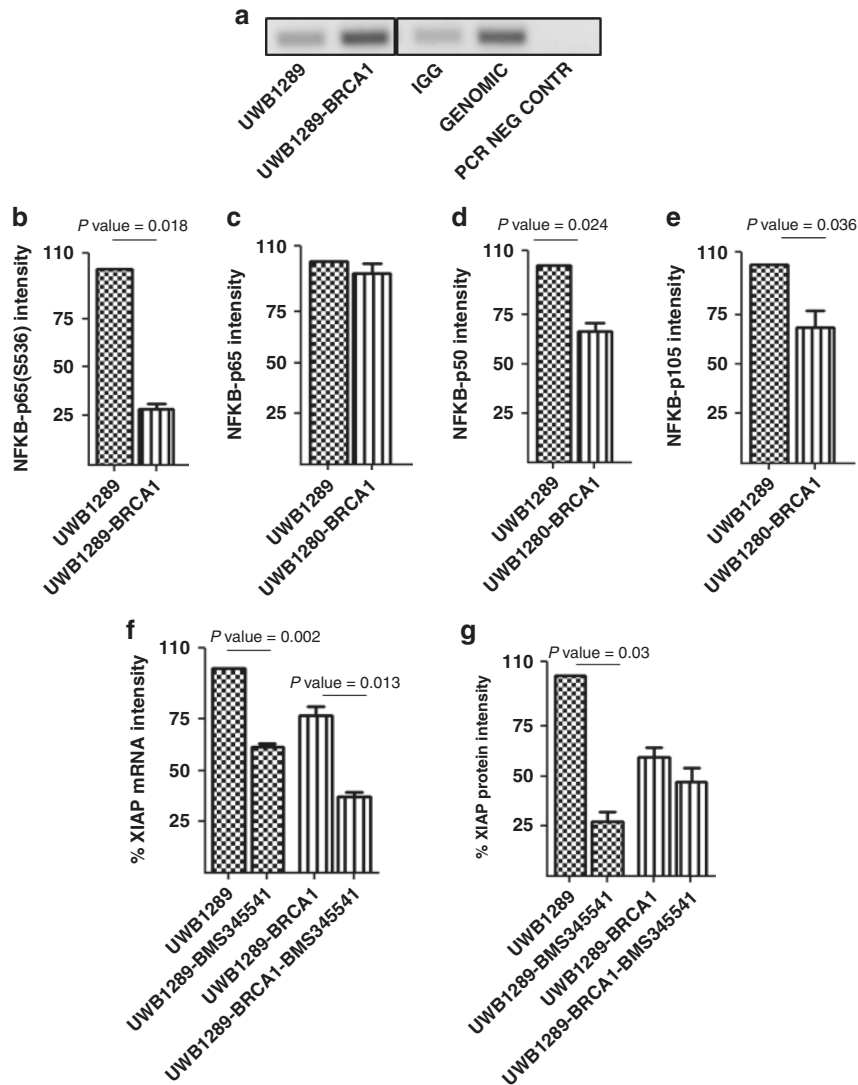 a
UWB1289
UWB1289-BRCA1
IGG
GENOMIC
PCR NEG CONTR
b
P value = 0.018
NFKB-p65(S536) intensity
110
75
50
25
UWB1289
UWB1289-BRCA1
c
NFKB-p65 intensity
110
75
50
25
UWB1289
UWB1280-BRCA1
d
P value = 0.024
NFKB-p50 intensity
110
75
50
25
UWB1289
UWB1280-BRCA1
e
P value = 0.036
NFKB-p105 intensity
110
75
50
25
UWB1289
UWB1280-BRCA1
f
P value = 0.002
P value = 0.013
% XIAP mRNA intensity
110
75
50
25
UWB1289
UWB1289-BMS345541
UWB1289-BRCA1
UWB1289-BRCA1-BMS345541
g
P value = 0.03
% XIAP protein intensity
110
75
50
25
UWB1289
UWB1289-BMS345541
UWB1289-BRCA1
UWB1289-BRCA1-BMS345541